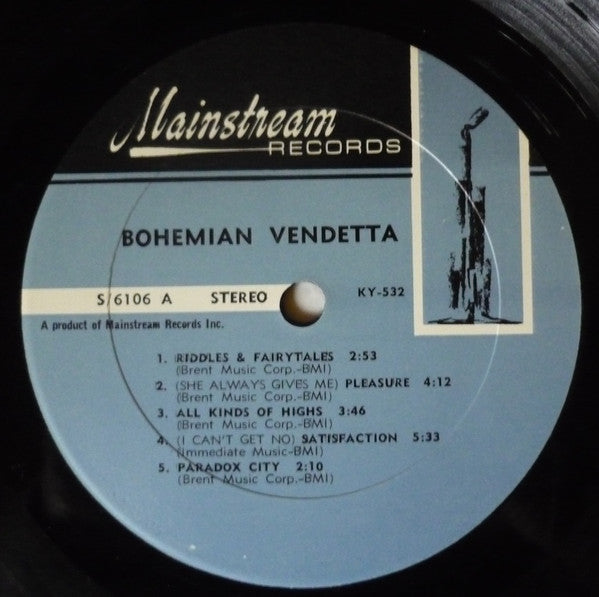 Mainstream
RECORDS
BOHEMIAN VENDETTA
S/6106 A STEREO KY-532
A product of Mainstream Records Inc.
1. RIDDLES & FAIRYTALES 2:53
(Brent Music Corp.-BMI)
2. (SHE ALWAYS GIVES ME) PLEASURE 4:12
(Brent Music Corp.-BMI)
3. ALL KINDS OF HIGHS 3:46
(Brent Music Corp.-BMI)
4. (I CAN'T GET NO) SATISFACTION 5:33
(Immediate Music-BMI)
5. PARADOX CITY 2:10
(Brent Music Corp.-BMI)